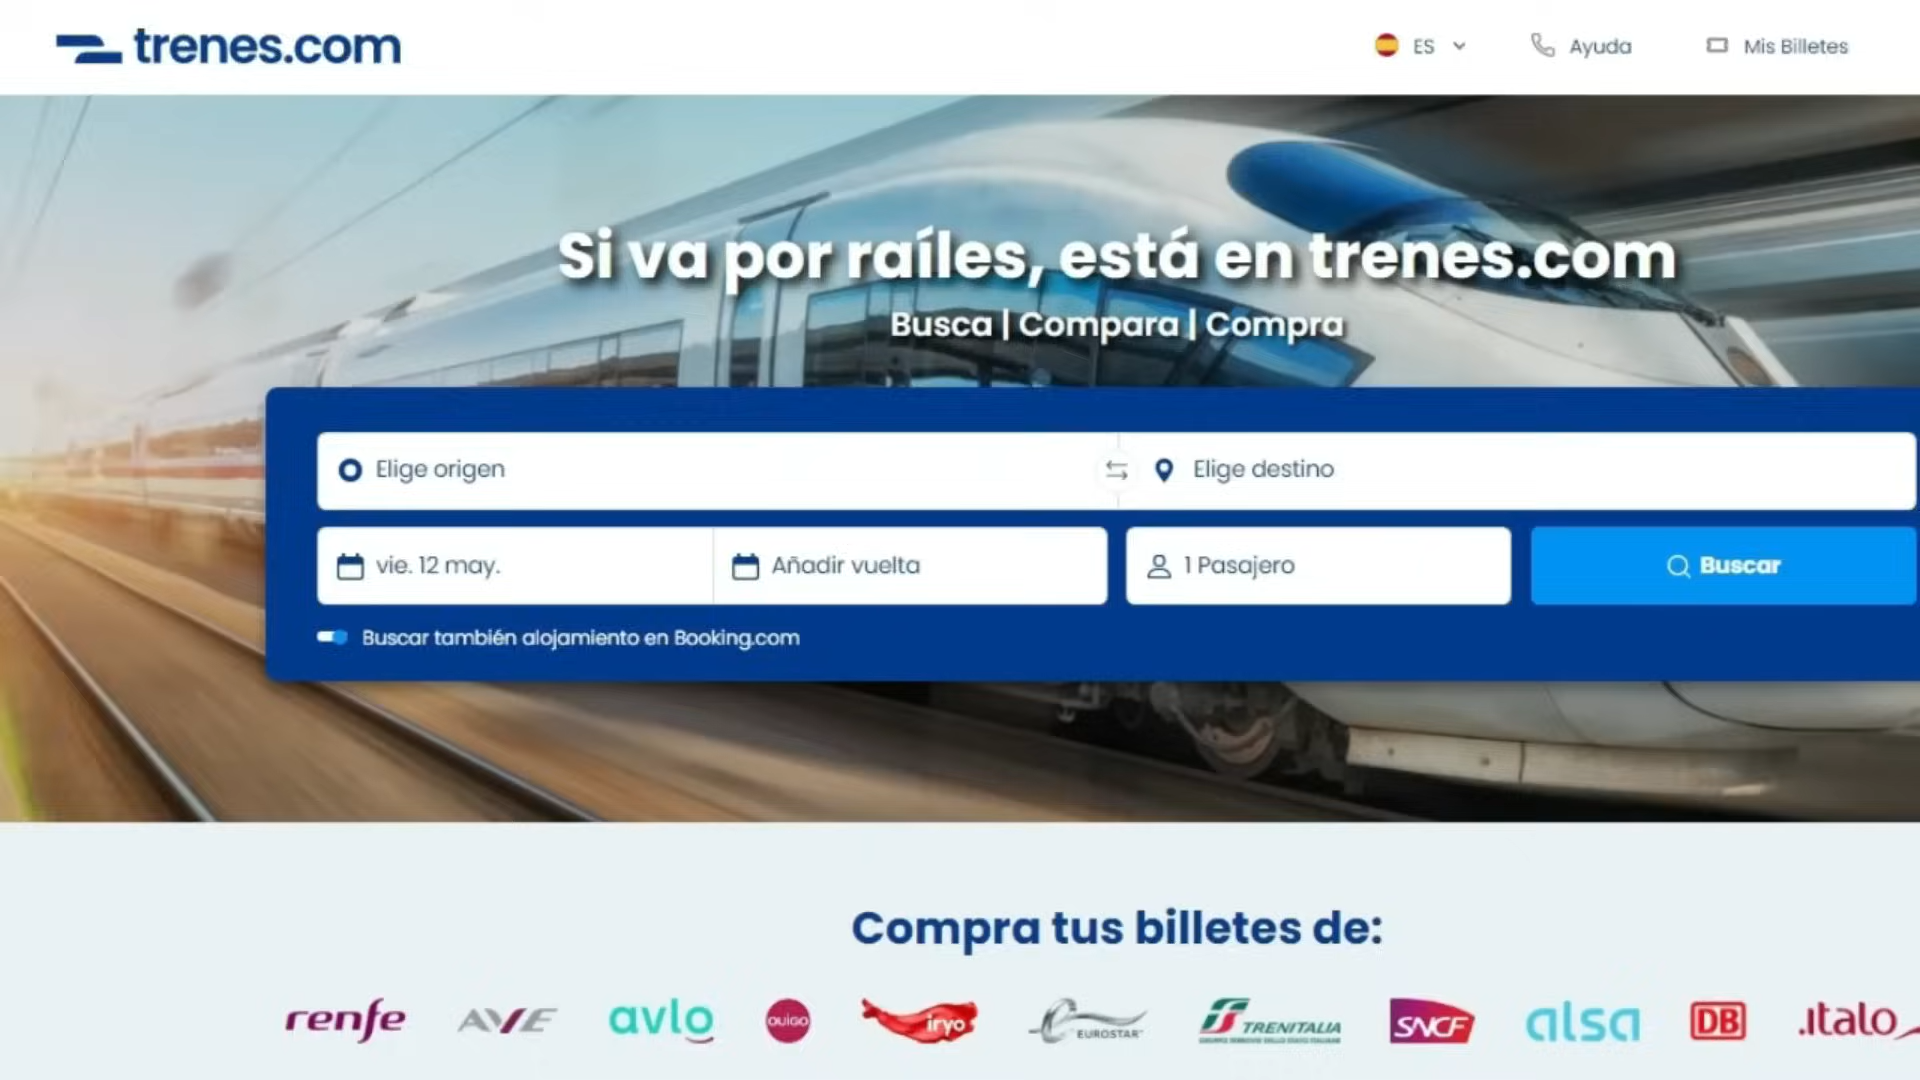 trenes.com
ES
Ayuda
Mis Billetes
Si va por raíles, está en trenes.com
Busca | Compara | Compra
Elige origen
Elige destino
vie. 12 may.
Añadir vuelta
1 Pasajero
Buscar
Buscar también alojamiento en Booking.com
Compra tus billetes de:
renfe
AVE
avlo
OUIGO
iryo
EUROSTAR
TRENITALIA
SNCF
alsa
DB
.italo